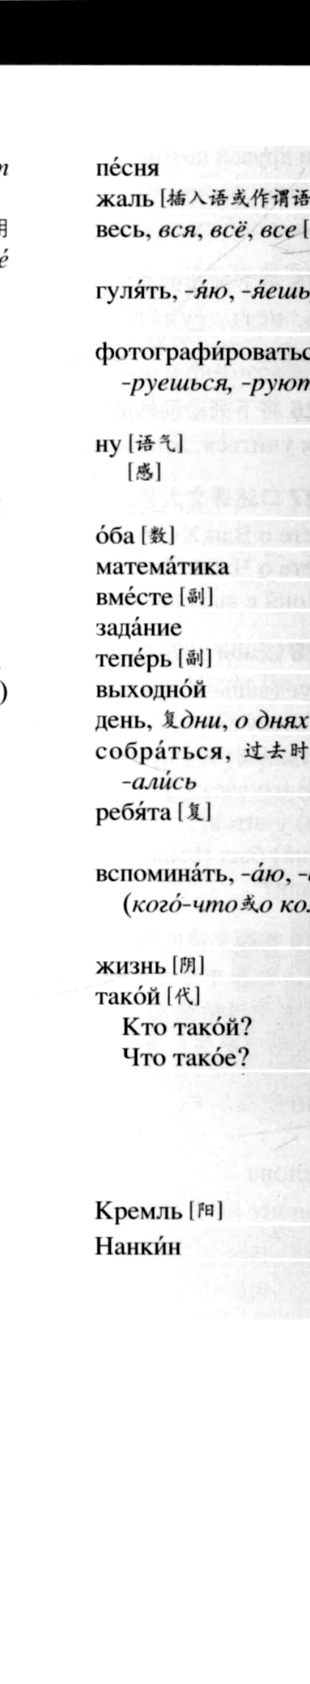 пе́сня
жаль [插入语或作谓语
весь, вся, всё, все [
гуля́ть, -я́ю, -я́ешь
фотографи́роватьс
-руешься, -руют
ну [语气]
[感]
о́ба [数]
матема́тика
вме́сте [副]
зада́ние
тепе́рь [副]
выходно́й
день, 复дни, о днях
собра́ться, 过去时
-али́сь
ребя́та [复]
вспомина́ть, -а́ю, -
(кого́-что或о ко
жизнь [阴]
тако́й [代]
Кто тако́й?
Что тако́е?
Кремль [阳]
Нанки́н